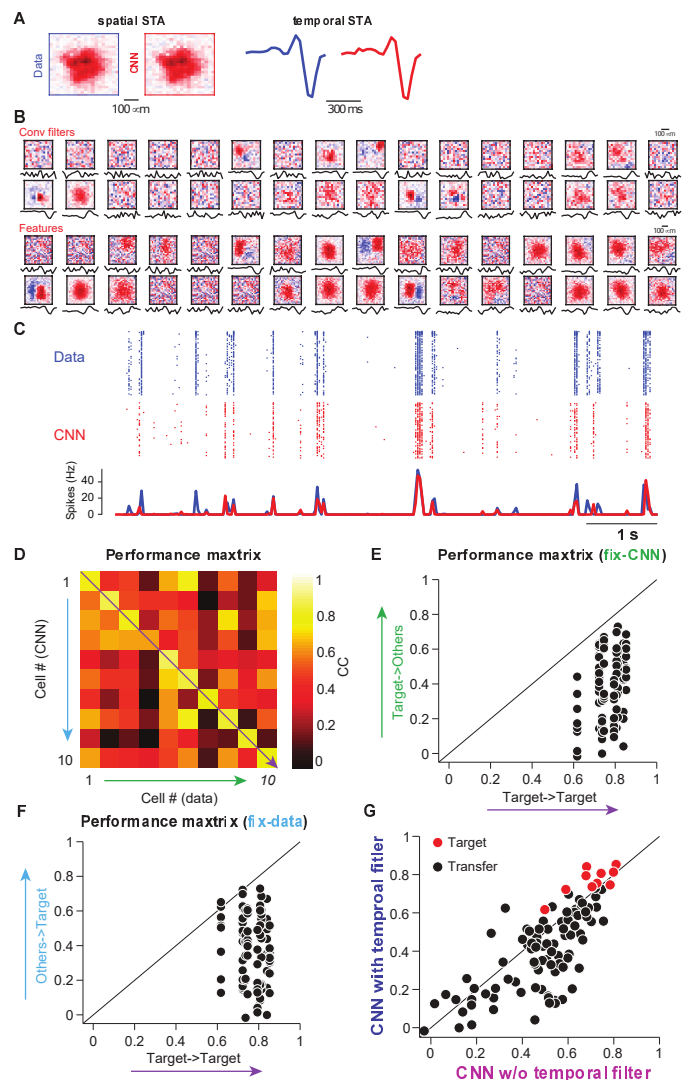 A
spatial STA
temporal STA
Data
CNN
100 ∝m
300 ms
B
Conv filters
100 ∝m
Features
100 ∝m
C
Data
CNN
Spikes (Hz)
40
20
0
1 s
D
Performance maxtrix
1
10
Cell # (CNN)
1
10
Cell # (data)
1
0.8
0.6
0.4
0.2
0
CC
E
Performance maxtrix (fix-CNN)
Target->Others
1
0.8
0.6
0.4
0.2
0
0
0.2
0.4
0.6
0.8
1
Target->Target
F
Performance maxtrix (fix-data)
Others->Target
1
0.8
0.6
0.4
0.2
0
0
0.2
0.4
0.6
0.8
1
Target->Target
G
CNN with temproal fitler
1
0.8
0.6
0.4
0.2
0
Target
Transfer
0
0.2
0.4
0.6
0.8
1
CNN w/o temporal filter